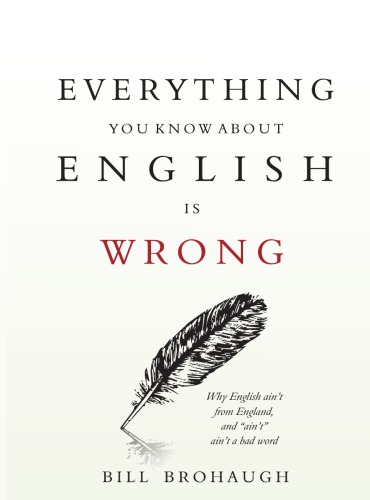 EVERYTHING
YOU KNOW ABOUT
ENGLISH
IS
WRONG
Why English ain't
from England,
and "ain't"
ain't a bad word
BILL BROHAUGH